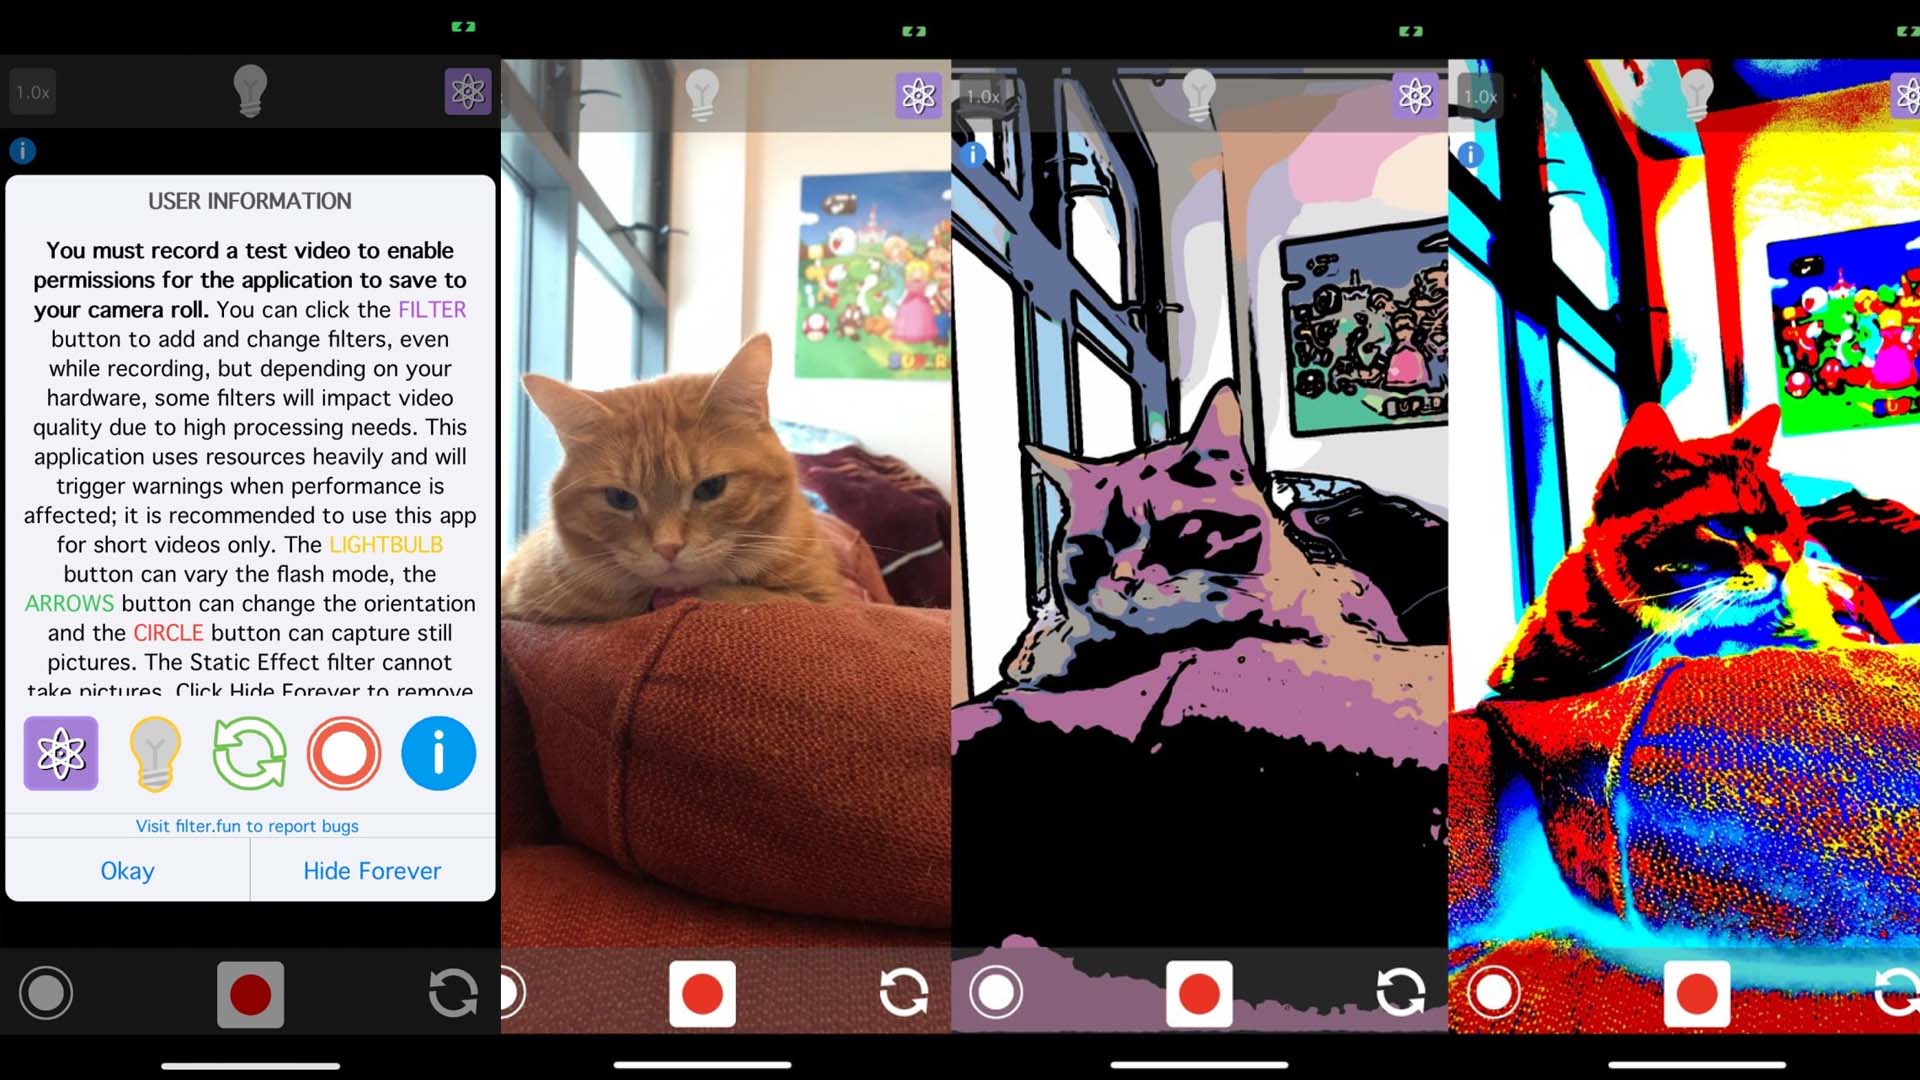 1.0x
i
USER INFORMATION
You must record a test video to enable
permissions for the application to save to
your camera roll. You can click the FILTER
button to add and change filters, even
while recording, but depending on your
hardware, some filters will impact video
quality due to high processing needs. This
application uses resources heavily and will
trigger warnings when performance is
affected; it is recommended to use this app
for short videos only. The LIGHTBULB
button can vary the flash mode, the
ARROWS button can change the orientation
and the CIRCLE button can capture still
pictures. The Static Effect filter cannot
take pictures. Click Hide Forever to remove
i
Visit filter.fun to report bugs
Okay
Hide Forever
SUPER
1.0x
i
1.0x
i